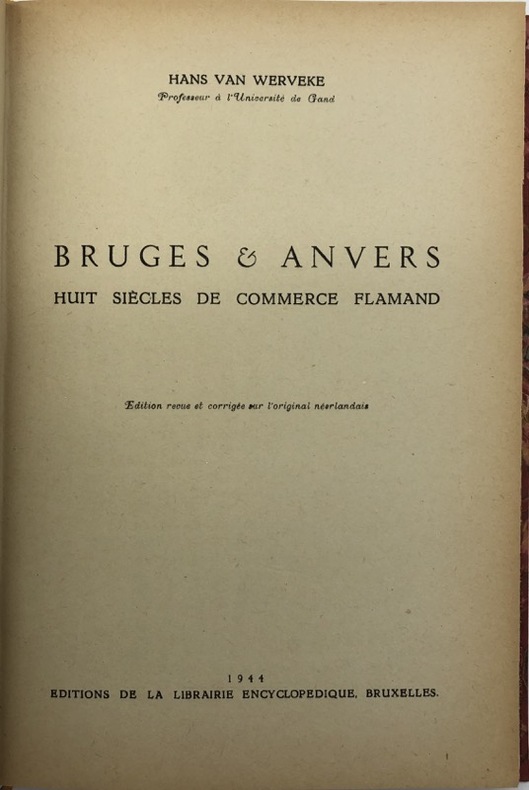 HANS VAN WERVEKE
Professeur à l'Université de Gand
BRUGES & ANVERS
HUIT SIÈCLES DE COMMERCE FLAMAND
Edition revue et corrigée sur l'original néerlandais
1944
EDITIONS DE LA LIBRAIRIE ENCYCLOPEDIQUE, BRUXELLES.